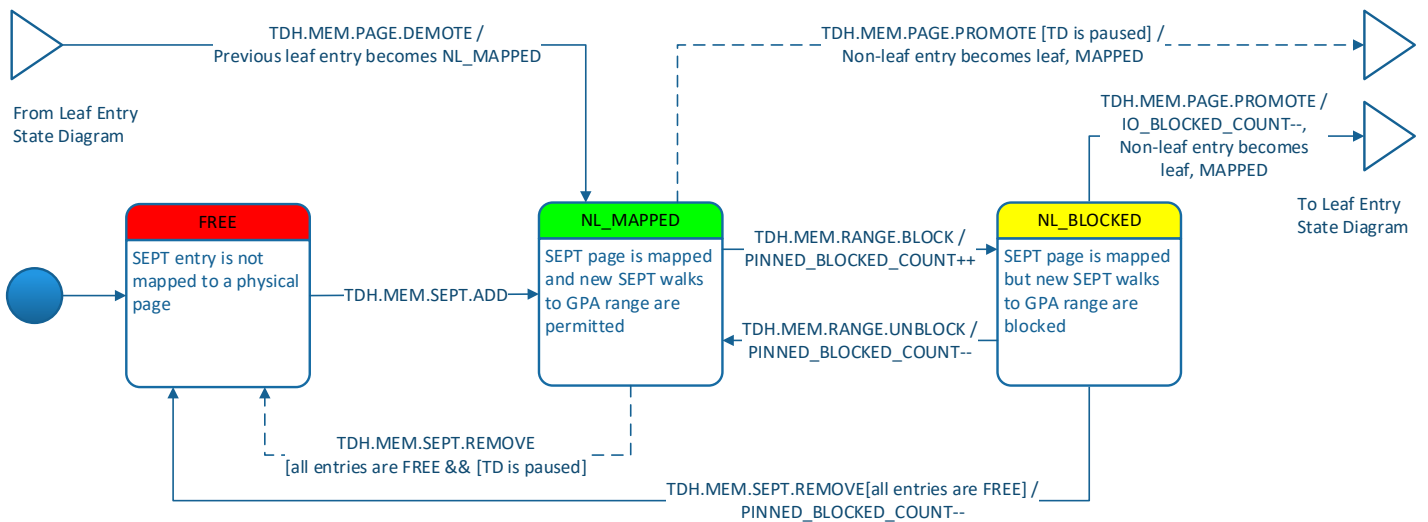 TDH.MEM.PAGE.DEMOTE /
Previous leaf entry becomes NL_MAPPED
TDH.MEM.PAGE.PROMOTE [TD is paused] /
Non-leaf entry becomes leaf, MAPPED
From Leaf Entry
State Diagram
TDH.MEM.PAGE.PROMOTE /
IO_BLOCKED_COUNT--,
Non-leaf entry becomes
leaf, MAPPED
To Leaf Entry
State Diagram
FREE
SEPT entry is not
mapped to a physical
page
TDH.MEM.SEPT.ADD
NL_MAPPED
SEPT page is mapped
and new SEPT walks
to GPA range are
permitted
TDH.MEM.RANGE.BLOCK /
PINNED_BLOCKED_COUNT++
TDH.MEM.RANGE.UNBLOCK /
PINNED_BLOCKED_COUNT--
NL_BLOCKED
SEPT page is mapped
but new SEPT walks
to GPA range are
blocked
TDH.MEM.SEPT.REMOVE
[all entries are FREE && [TD is paused]
TDH.MEM.SEPT.REMOVE[all entries are FREE] /
PINNED_BLOCKED_COUNT--